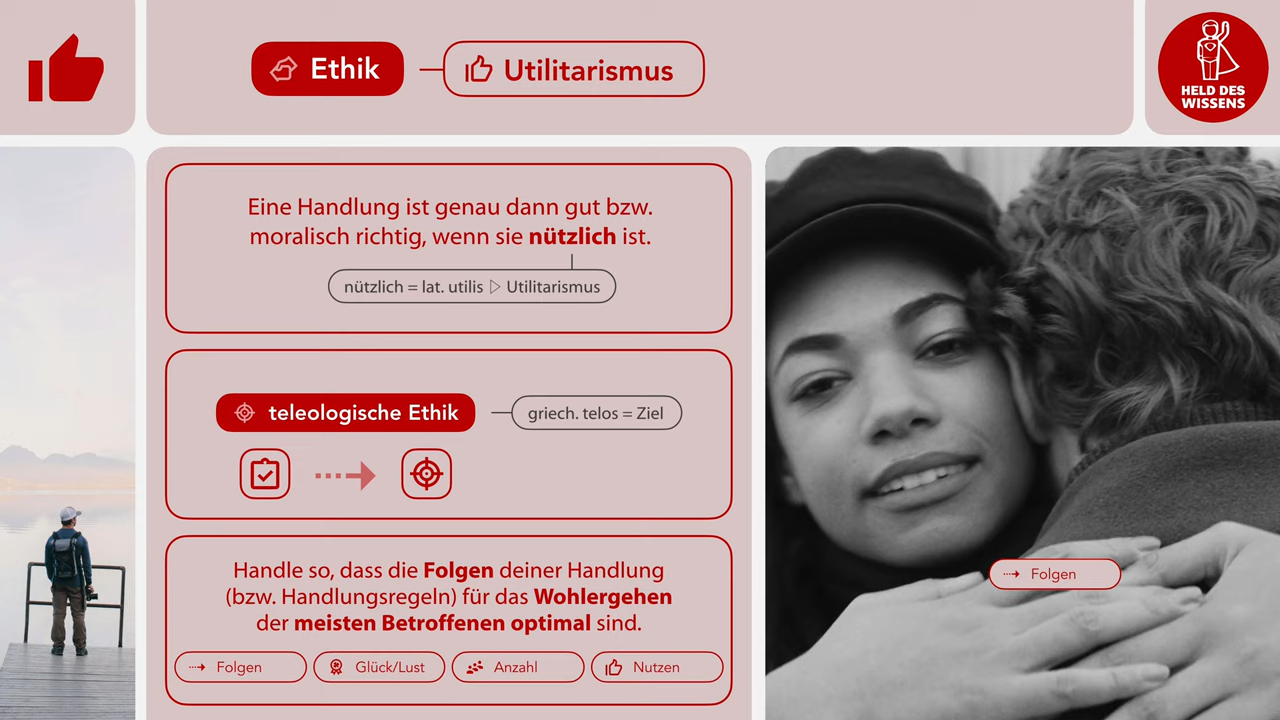 Ethik
Utilitarismus
HELD DES
WISSENS
Eine Handlung ist genau dann gut bzw.
moralisch richtig, wenn sie nützlich ist.
nützlich = lat. utilis ▷ Utilitarismus
teleologische Ethik
griech. telos = Ziel
Handle so, dass die Folgen deiner Handlung
(bzw. Handlungsregeln) für das Wohlergehen
der meisten Betroffenen optimal sind.
Folgen
Glück/Lust
Anzahl
Nutzen
Folgen